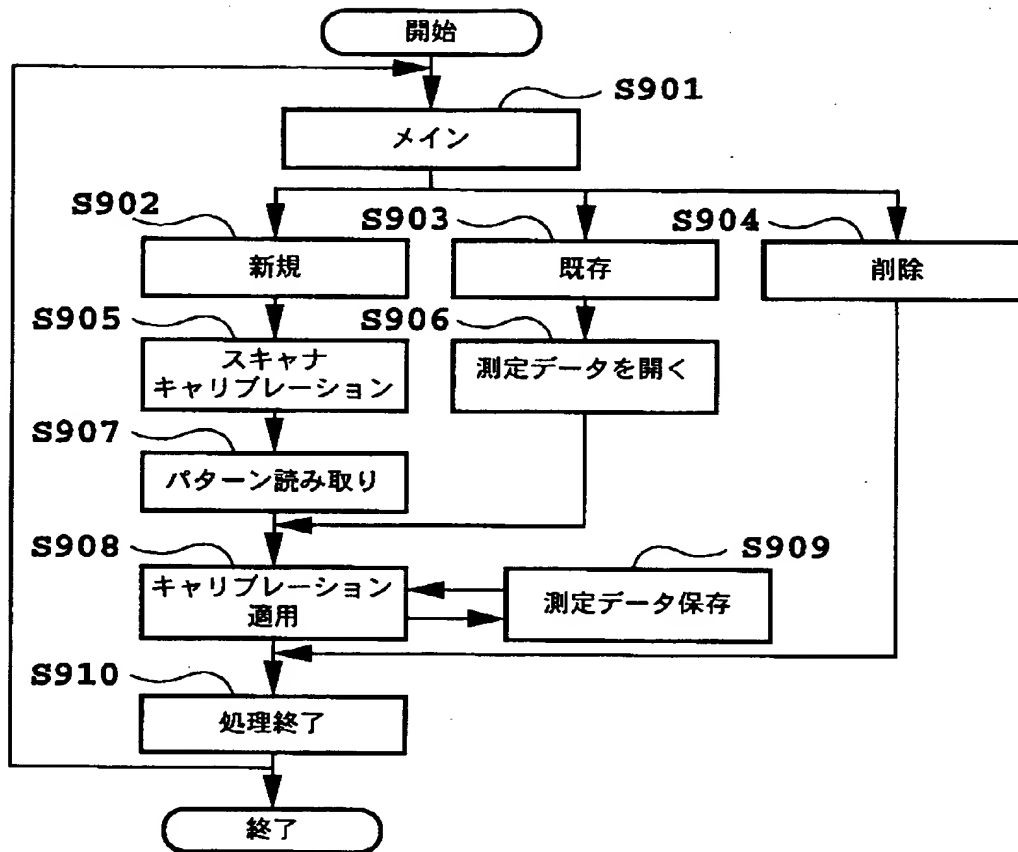 開始
S901
メイン
S902
新規
S903
既存
S904
削除
S905
スキャナ
キャリブレーション
S906
測定データを開く
S907
パターン読み取り
S908
キャリブレーション
適用
S909
測定データ保存
S910
処理終了
終了